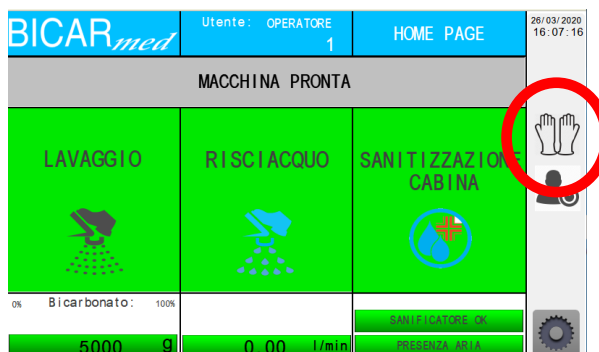 BICARmed
Utente: OPERATORE
1
HOME PAGE
26/03/2020
16:07:16
MACCHINA PRONTA
LAVAGGIO
RISCIACQUO
SANITIZZAZIONE
CABINA
0% Bicarbonato: 100%
5000 g
0.00 l/min
SANIFICATORE OK
PRESENZA ARIA